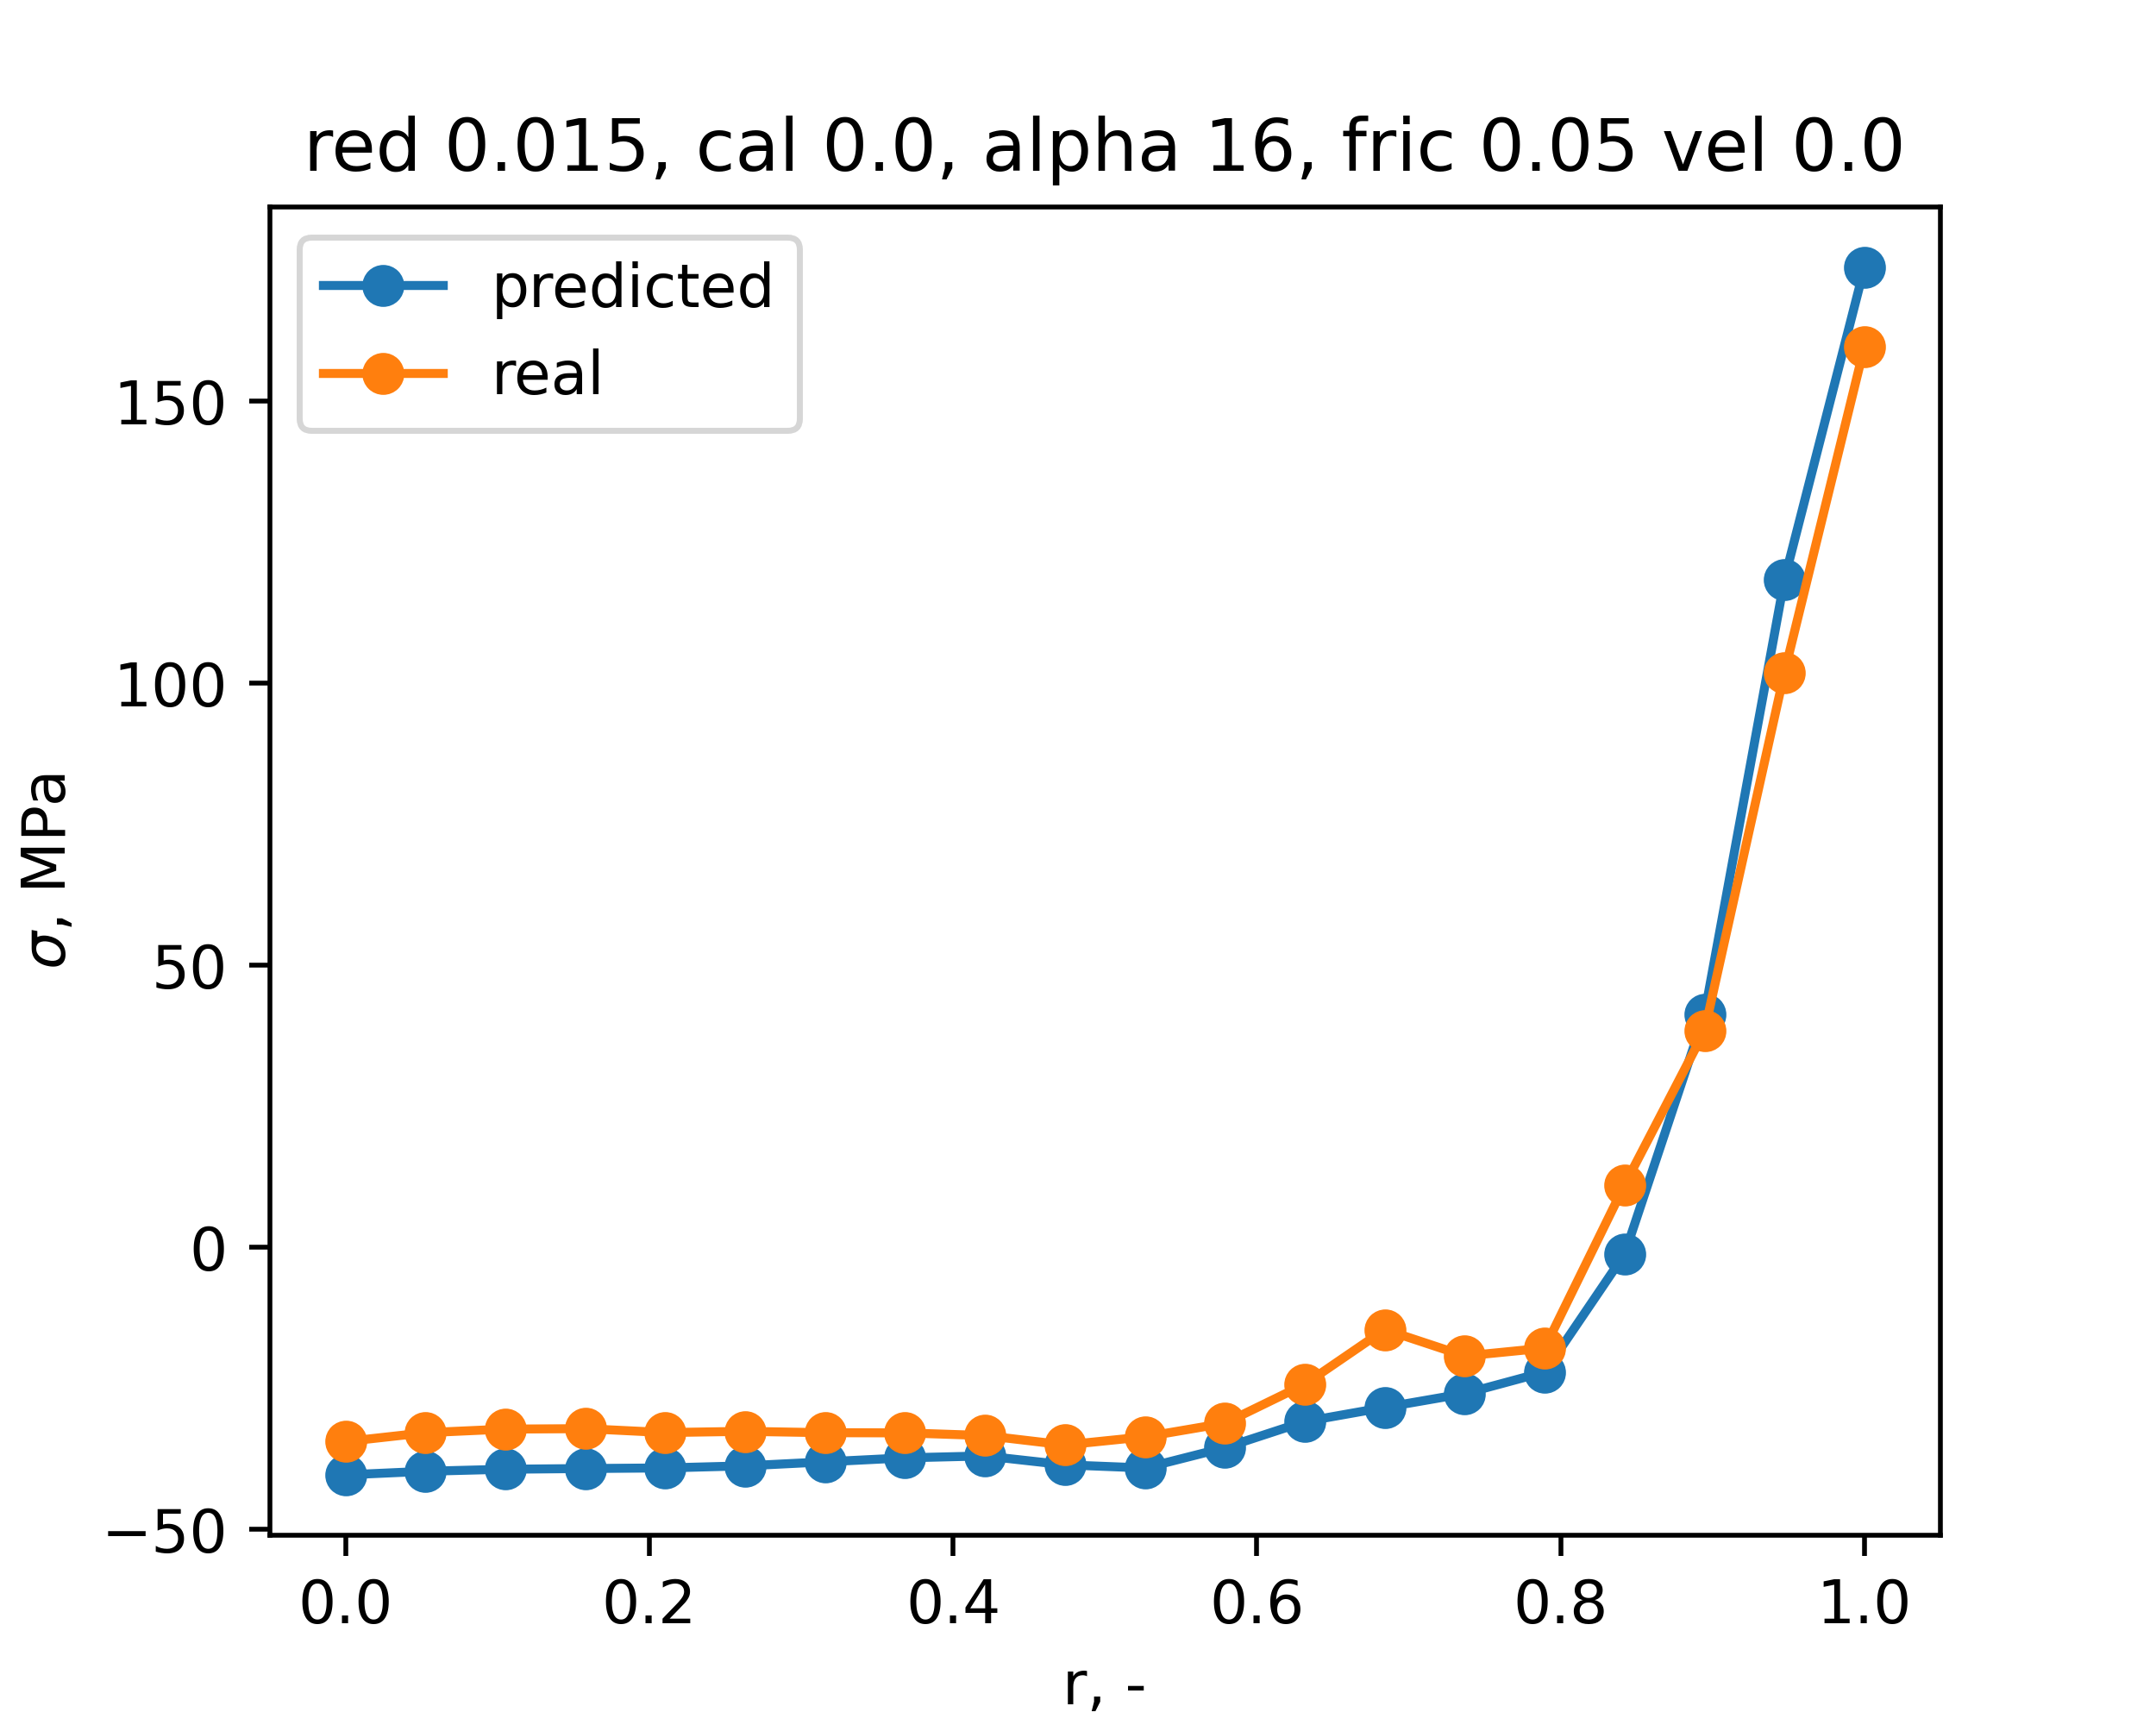 red 0.015, cal 0.0, alpha 16, fric 0.05 vel 0.0
predicted
real
150
100
50
0
−50
σ, MPa
0.0 0.2 0.4 0.6 0.8 1.0
r, -